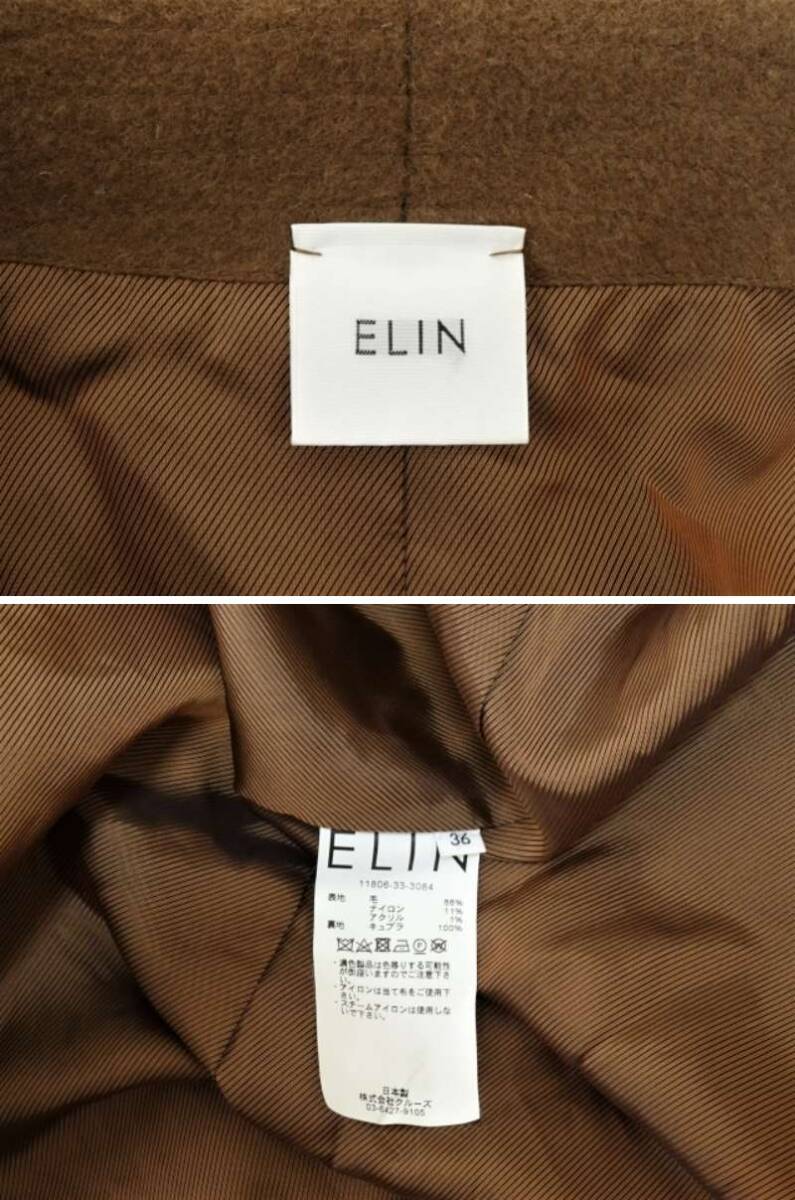 ELIN
ELIN
36
11806-33-3084
表地 毛 88%
ナイロン 11%
アクリル 1%
裏地 キュプラ 100%
・濃色製品は色移りする可能性
が御座いますのでご注意下さ
い。
・アイロンは当て布をご使用下
さい。
・スチームアイロンは使用しな
いで下さい。
日本製
株式会社クルーズ
03-6427-9105